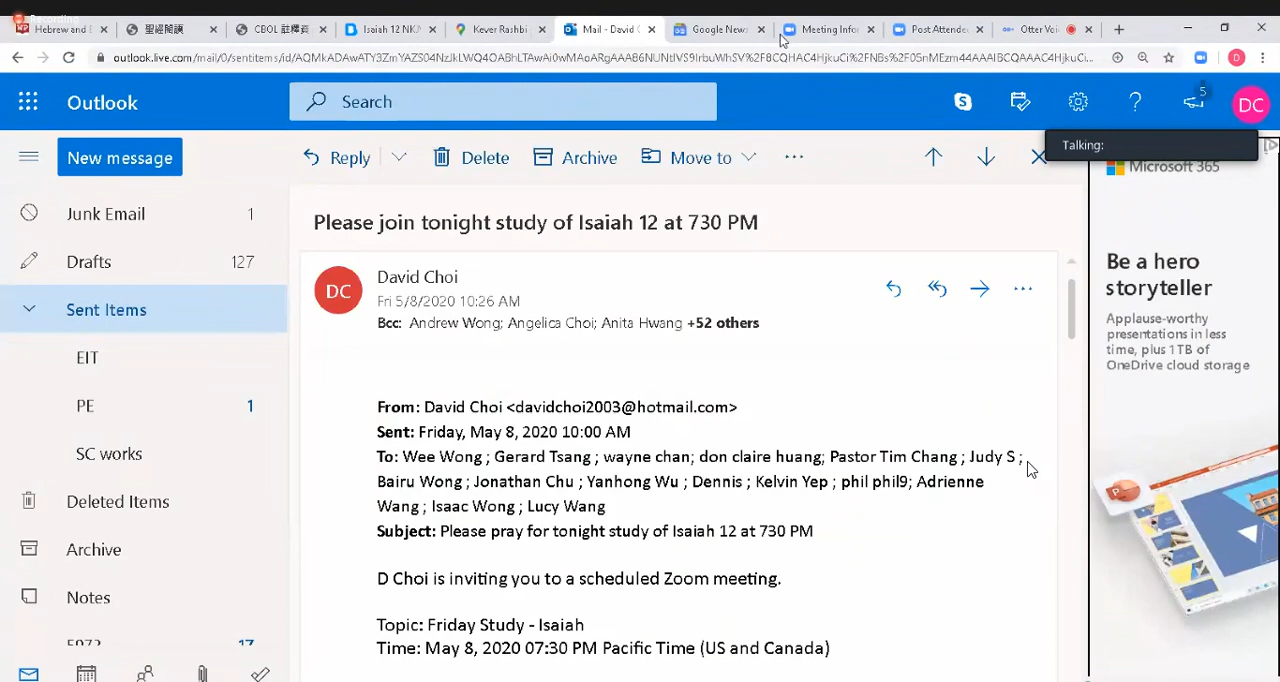 Recording
Hebrew and E
聖經閱讀
CBOL 註釋資
Isaiah 12 NKJ
Kever Rashbi
Mail - David C
Google News
Meeting Infor
Post Attendee
Otter Voi
outlook.live.com/mail/0/sentitems/id/
Outlook
Search
5
DC
New message
Reply
Delete
Archive
Move to
Talking:
Microsoft 365
Junk Email 1
Drafts 127
Sent Items
EIT
PE 1
SC works
Deleted Items
Archive
Notes
17
Please join tonight study of Isaiah 12 at 730 PM
DC
David Choi
Fri 5/8/2020 10:26 AM
Bcc: Andrew Wong; Angelica Choi; Anita Hwang +52 others
From: David Choi <davidchoi2003@hotmail.com>
Sent: Friday, May 8, 2020 10:00 AM
To: Wee Wong ; Gerard Tsang ; wayne chan; don claire huang; Pastor Tim Chang ; Judy S ;
Bairu Wong ; Jonathan Chu ; Yanhong Wu ; Dennis ; Kelvin Yep ; phil phil9; Adrienne
Wang ; Isaac Wong ; Lucy Wang
Subject: Please pray for tonight study of Isaiah 12 at 730 PM
D Choi is inviting you to a scheduled Zoom meeting.
Topic: Friday Study - Isaiah
Time: May 8, 2020 07:30 PM Pacific Time (US and Canada)
Be a hero
storyteller
Applause-worthy
presentations in less
time, plus 1TB of
OneDrive cloud storage